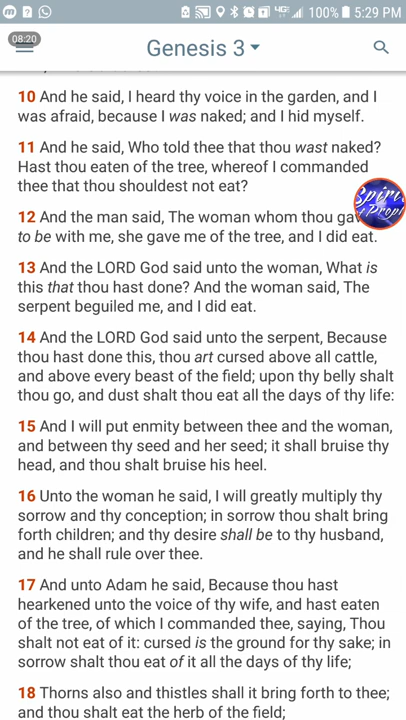 100% 5:29 PM
08:20
Genesis 3
10 And he said, I heard thy voice in the garden, and I
was afraid, because I was naked; and I hid myself.
11 And he said, Who told thee that thou wast naked?
Hast thou eaten of the tree, whereof I commanded
thee that thou shouldest not eat?
12 And the man said, The woman whom thou gav
to be with me, she gave me of the tree, and I did eat.
13 And the LORD God said unto the woman, What is
this that thou hast done? And the woman said, The
serpent beguiled me, and I did eat.
14 And the LORD God said unto the serpent, Because
thou hast done this, thou art cursed above all cattle,
and above every beast of the field; upon thy belly shalt
thou go, and dust shalt thou eat all the days of thy life:
15 And I will put enmity between thee and the woman,
and between thy seed and her seed; it shall bruise thy
head, and thou shalt bruise his heel.
16 Unto the woman he said, I will greatly multiply thy
sorrow and thy conception; in sorrow thou shalt bring
forth children; and thy desire shall be to thy husband,
and he shall rule over thee.
17 And unto Adam he said, Because thou hast
hearkened unto the voice of thy wife, and hast eaten
of the tree, of which I commanded thee, saying, Thou
shalt not eat of it: cursed is the ground for thy sake; in
sorrow shalt thou eat of it all the days of thy life;
18 Thorns also and thistles shall it bring forth to thee;
and thou shalt eat the herb of the field;